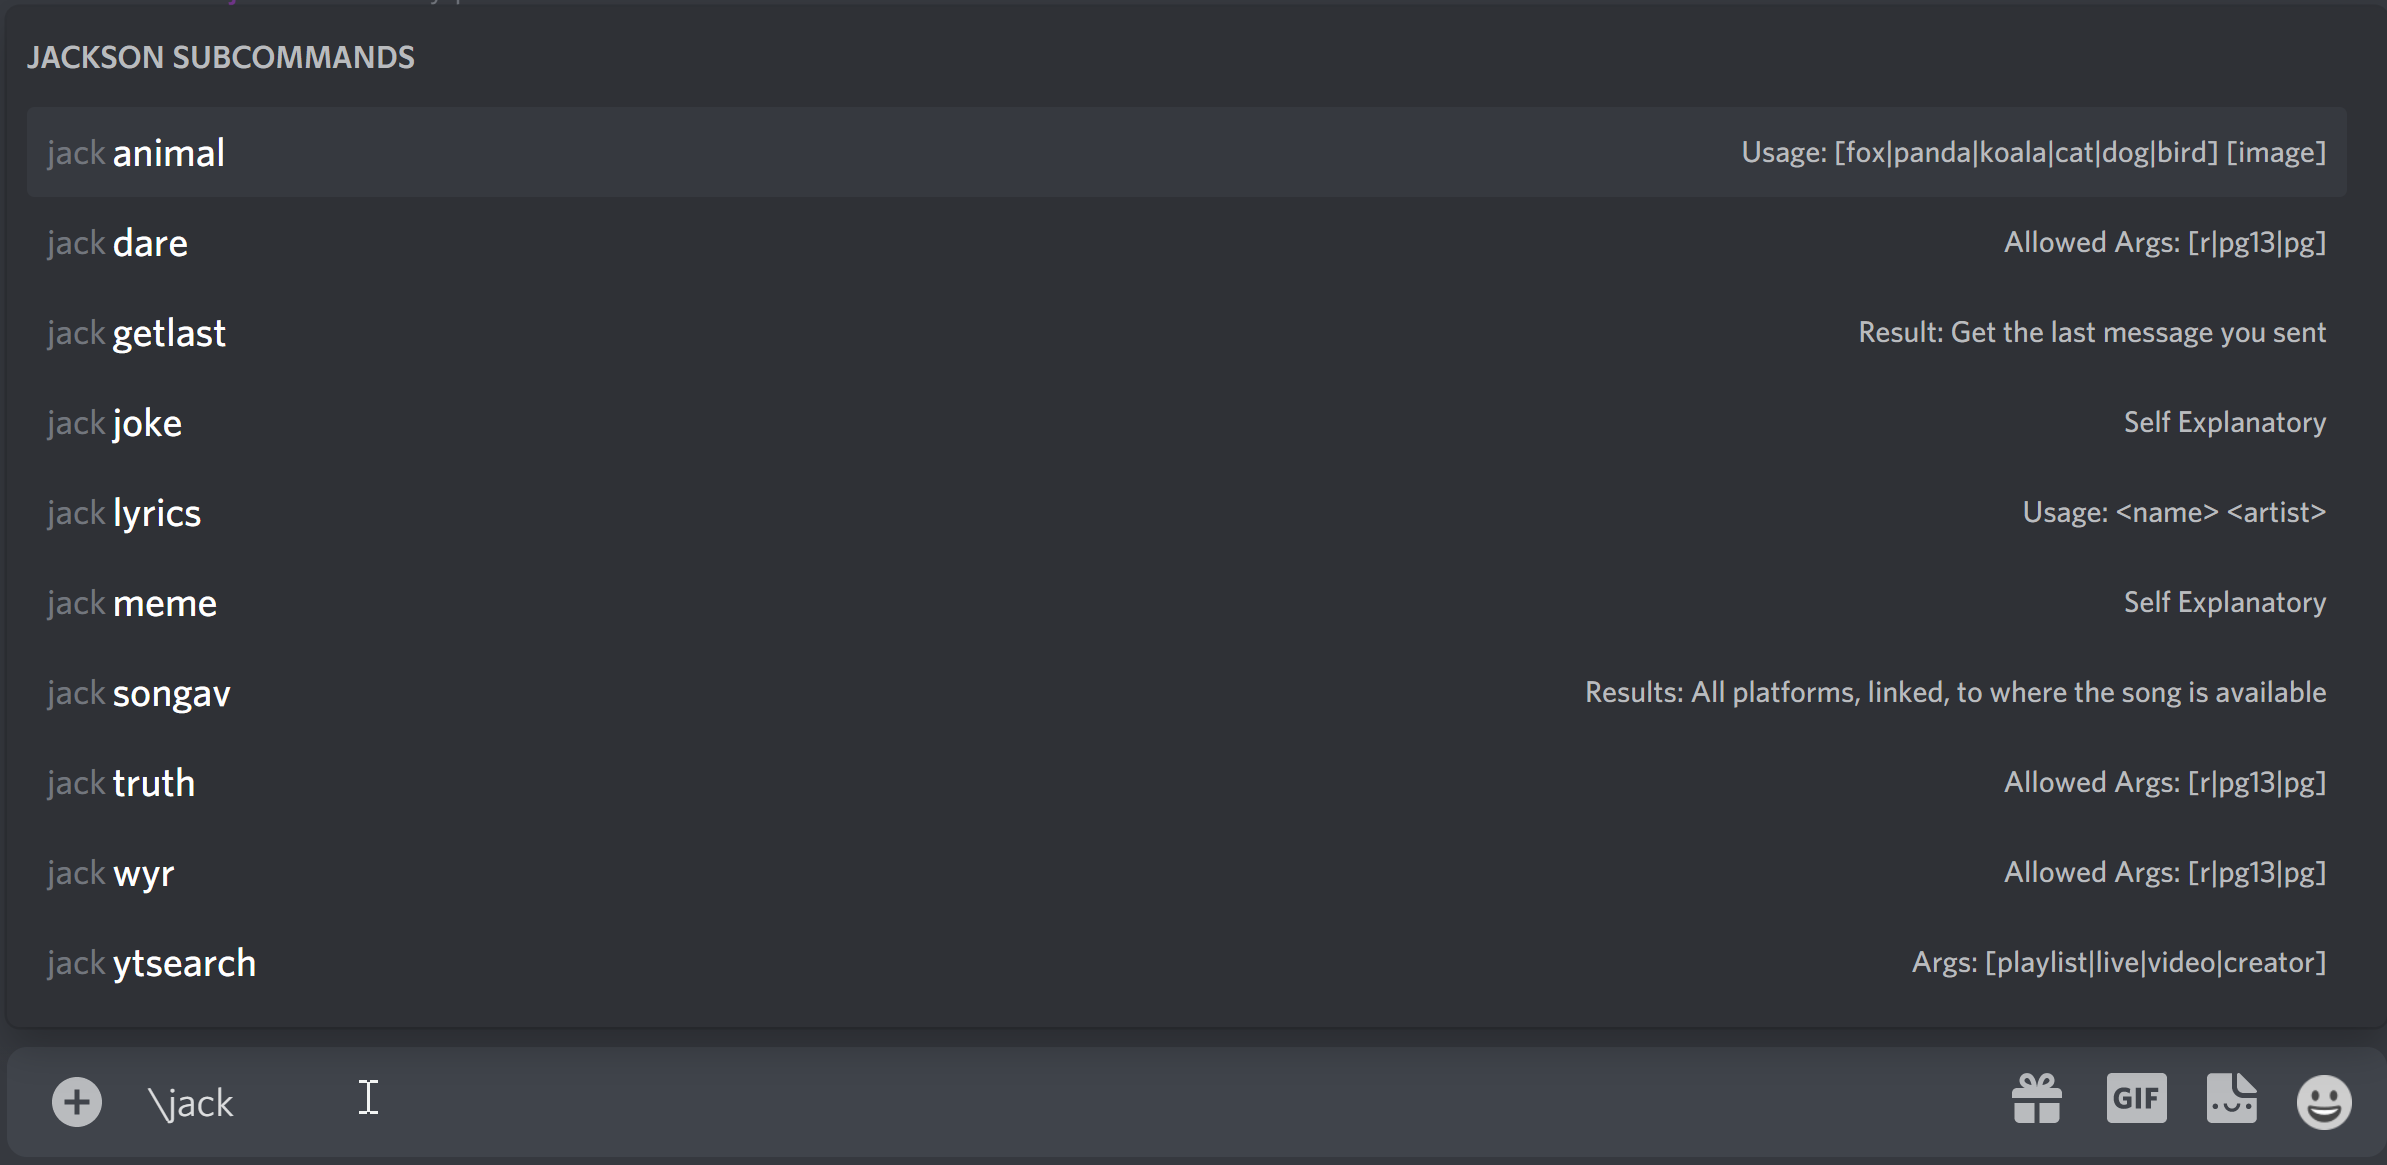 JACKSON SUBCOMMANDS
jack animal Usage: [fox|panda|koala|cat|dog|bird] [image]
jack dare Allowed Args: [r|pg13|pg]
jack getlast Result: Get the last message you sent
jack joke Self Explanatory
jack lyrics Usage: <name> <artist>
jack meme Self Explanatory
jack songav Results: All platforms, linked, to where the song is available
jack truth Allowed Args: [r|pg13|pg]
jack wyr Allowed Args: [r|pg13|pg]
jack ytsearch Args: [playlist|live|video|creator]
\jack GIF